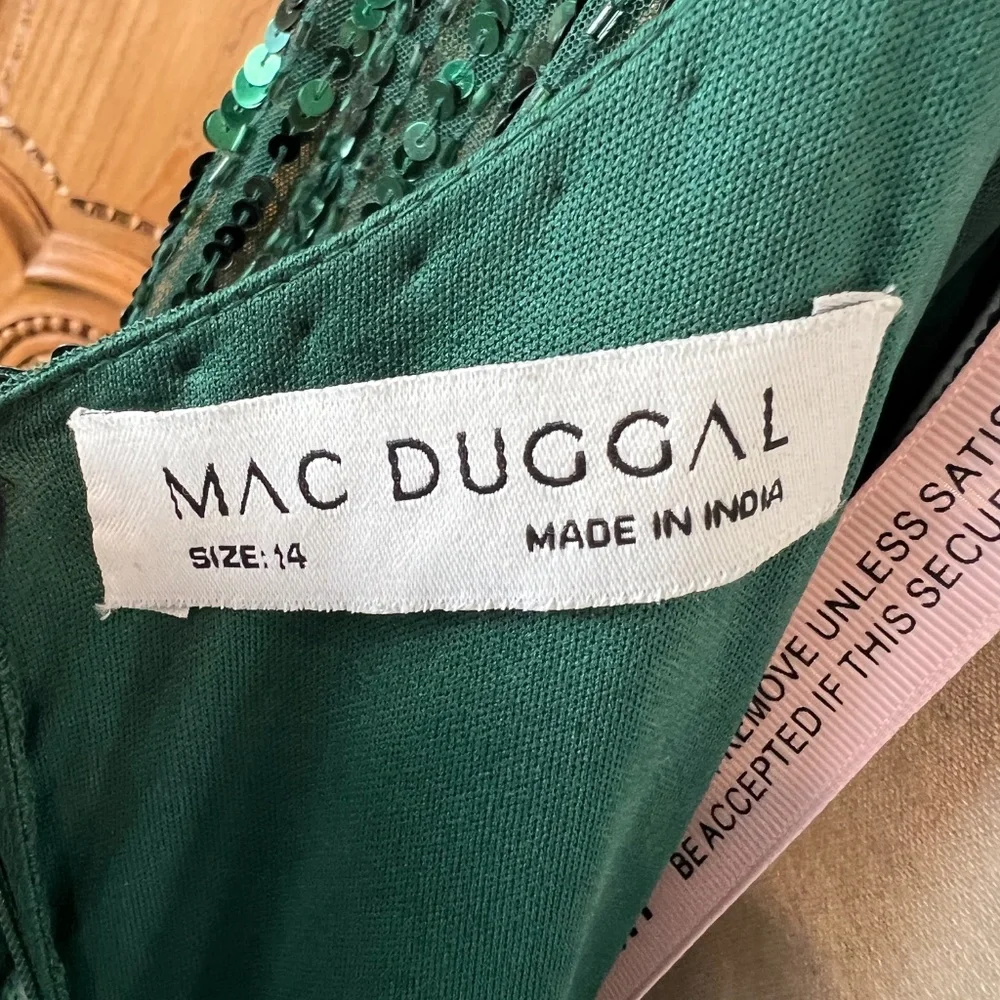 MAC DUGGAL
SIZE: 14
MADE IN INDIA
REMOVE UNLESS SATIS
BE ACCEPTED IF THIS SECU